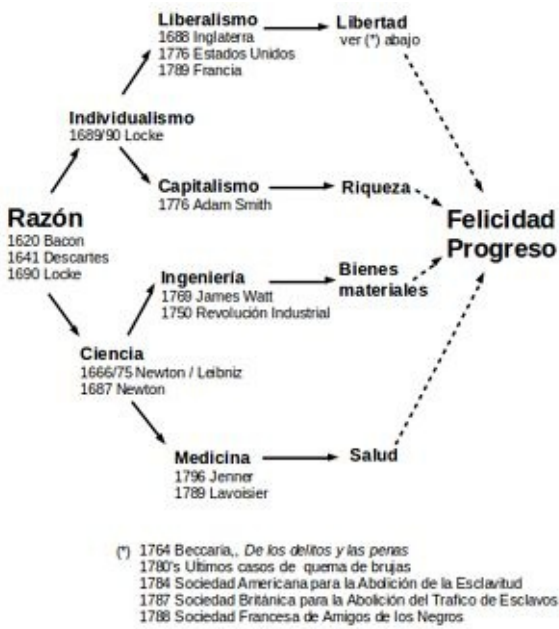 Liberalismo
1688 Inglaterra
1776 Estados Unidos
1789 Francia
Libertad
ver (*) abajo
Individualismo
1689/90 Locke
Capitalismo
1776 Adam Smith
Riqueza
Razón
1620 Bacon
1641 Descartes
1690 Locke
Felicidad
Progreso
Ingeniería
1769 James Watt
1750 Revolución Industrial
Bienes
materiales
Ciencia
1666/75 Newton / Leibniz
1687 Newton
Medicina
1796 Jenner
1789 Lavoisier
Salud
(*) 1764 Beccaria,, De los delitos y las penas
1780's Ultimos casos de quema de brujas
1784 Sociedad Americana para la Abolición de la Esclavitud
1787 Sociedad Británica para la Abolición del Trafico de Esclavos
1788 Sociedad Francesa de Amigos de los Negros